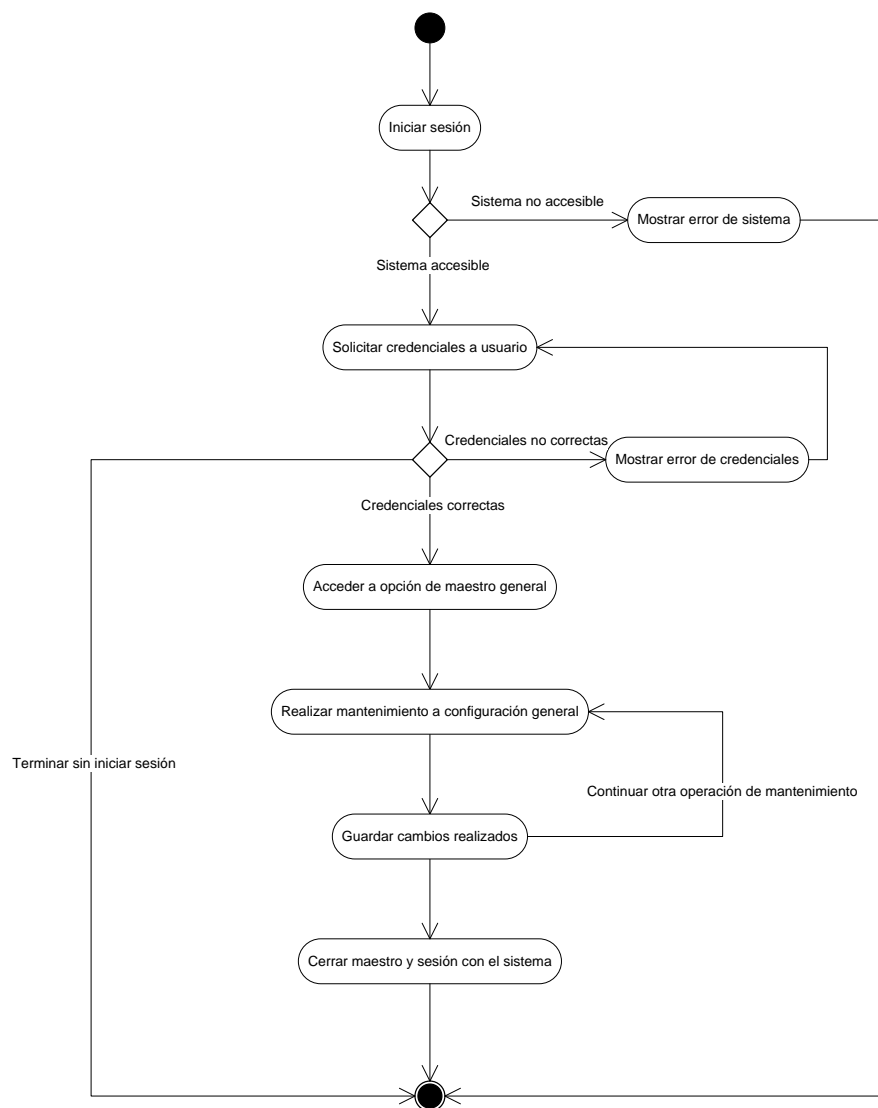 Iniciar sesión
Sistema no accesible
Mostrar error de sistema
Sistema accesible
Solicitar credenciales a usuario
Credenciales no correctas
Mostrar error de credenciales
Credenciales correctas
Acceder a opción de maestro general
Realizar mantenimiento a configuración general
Terminar sin iniciar sesión
Continuar otra operación de mantenimiento
Guardar cambios realizados
Cerrar maestro y sesión con el sistema